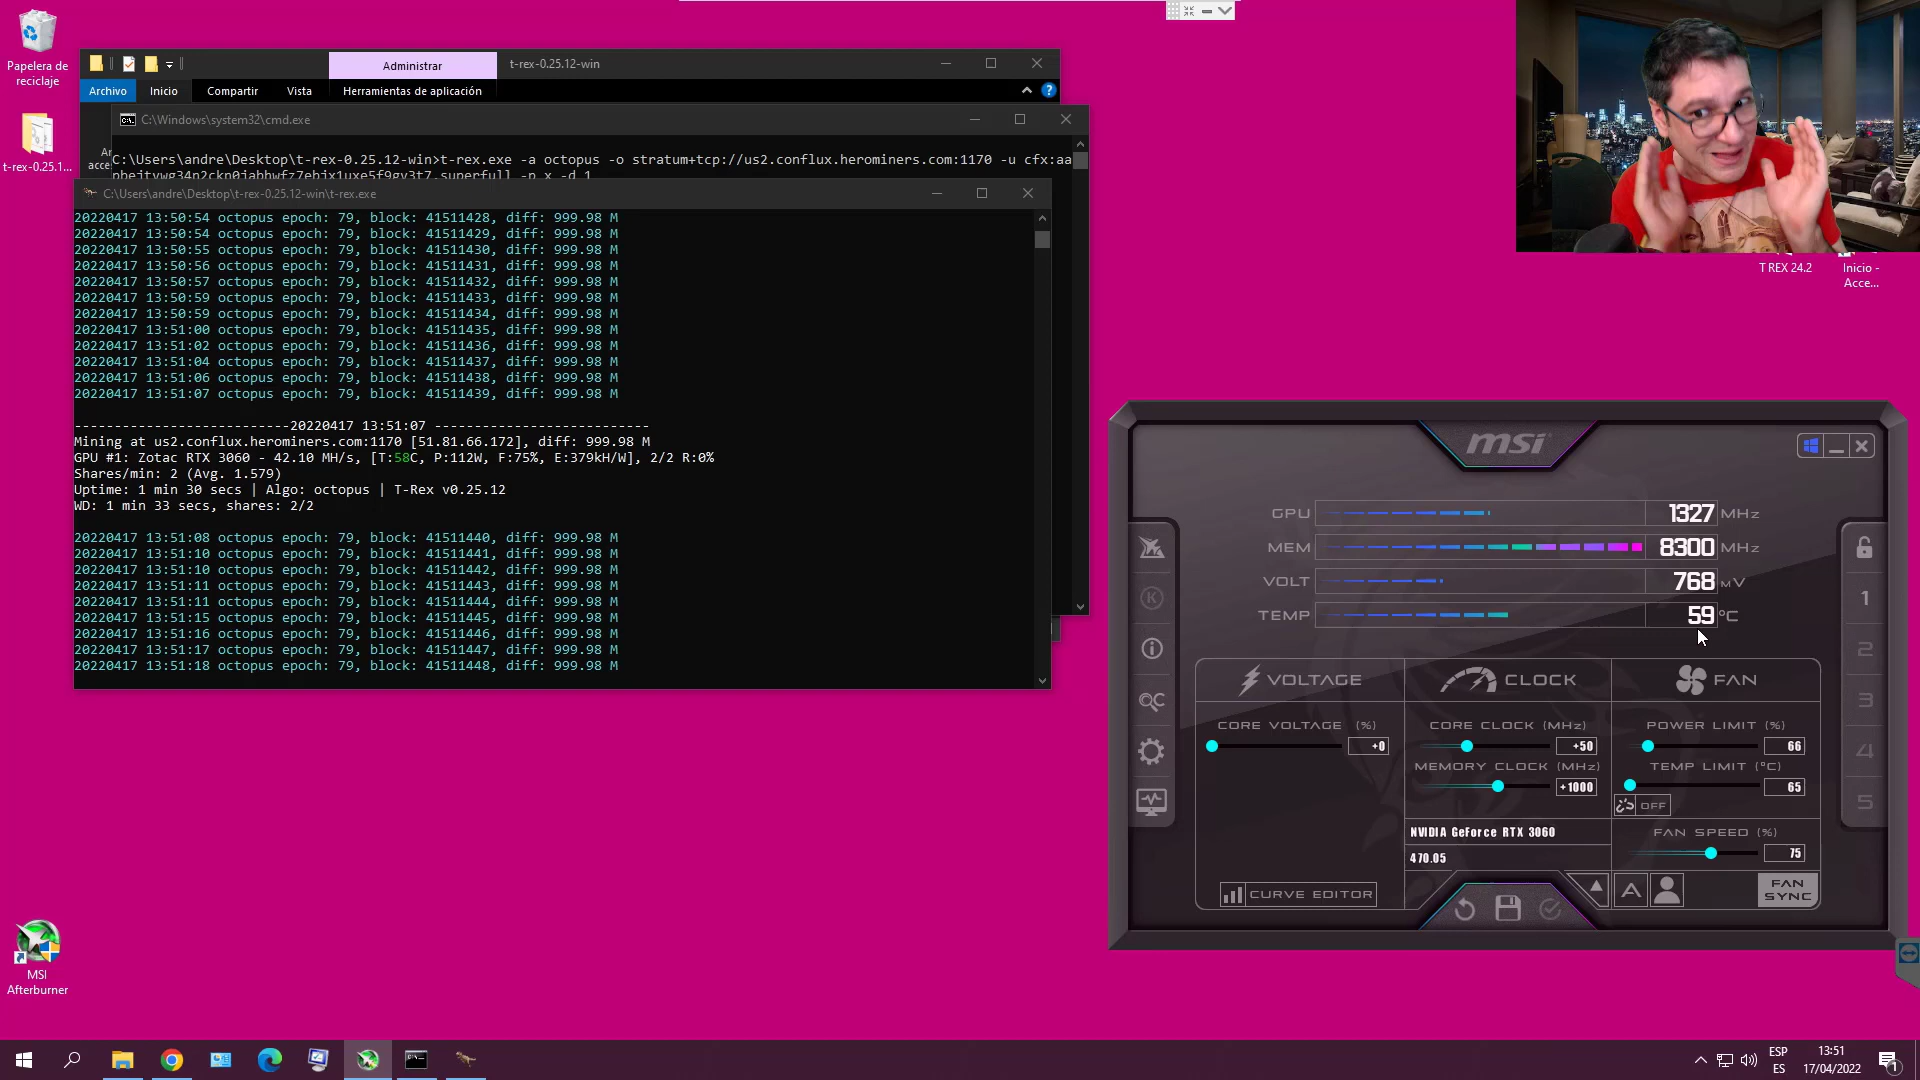 Papelera de
reciclaje
t-rex-0.25.1...
Administrar
t-rex-0.25.12-win
Archivo
Inicio
Compartir
Vista
Herramientas de aplicación
C:\Windows\system32\cmd.exe
C:\Users\andre\Desktop\t-rex-0.25.12-win>t-rex.exe -a octopus -o stratum+tcp://us2.conflux.herominers.com:1170 -u cfx:aa
-p x -d 1
C:\Users\andre\Desktop\t-rex-0.25.12-win\t-rex.exe
20220417 13:50:54 octopus epoch: 79, block: 41511428, diff: 999.98 M
20220417 13:50:54 octopus epoch: 79, block: 41511429, diff: 999.98 M
20220417 13:50:55 octopus epoch: 79, block: 41511430, diff: 999.98 M
20220417 13:50:56 octopus epoch: 79, block: 41511431, diff: 999.98 M
20220417 13:50:57 octopus epoch: 79, block: 41511432, diff: 999.98 M
20220417 13:50:59 octopus epoch: 79, block: 41511433, diff: 999.98 M
20220417 13:50:59 octopus epoch: 79, block: 41511434, diff: 999.98 M
20220417 13:51:00 octopus epoch: 79, block: 41511435, diff: 999.98 M
20220417 13:51:02 octopus epoch: 79, block: 41511436, diff: 999.98 M
20220417 13:51:04 octopus epoch: 79, block: 41511437, diff: 999.98 M
20220417 13:51:06 octopus epoch: 79, block: 41511438, diff: 999.98 M
20220417 13:51:07 octopus epoch: 79, block: 41511439, diff: 999.98 M
---------------------------20220417 13:51:07 ---------------------------
Mining at us2.conflux.herominers.com:1170 [51.81.66.172], diff: 999.98 M
GPU #1: Zotac RTX 3060 - 42.10 MH/s, [T:58C, P:112W, F:75%, E:379kH/W], 2/2 R:0%
Shares/min: 2 (Avg. 1.579)
Uptime: 1 min 30 secs | Algo: octopus | T-Rex v0.25.12
WD: 1 min 33 secs, shares: 2/2
20220417 13:51:08 octopus epoch: 79, block: 41511440, diff: 999.98 M
20220417 13:51:10 octopus epoch: 79, block: 41511441, diff: 999.98 M
20220417 13:51:10 octopus epoch: 79, block: 41511442, diff: 999.98 M
20220417 13:51:11 octopus epoch: 79, block: 41511443, diff: 999.98 M
20220417 13:51:11 octopus epoch: 79, block: 41511444, diff: 999.98 M
20220417 13:51:15 octopus epoch: 79, block: 41511445, diff: 999.98 M
20220417 13:51:16 octopus epoch: 79, block: 41511446, diff: 999.98 M
20220417 13:51:17 octopus epoch: 79, block: 41511447, diff: 999.98 M
20220417 13:51:18 octopus epoch: 79, block: 41511448, diff: 999.98 M
T REX 24.2
Inicio -
Acce...
msi
GPU 1327 MHz
MEM 8300 MHz
VOLT 768 mV
TEMP 59 °C
1
2
3
4
5
VOLTAGE
CORE VOLTAGE (%)
+0
CURVE EDITOR
CLOCK
CORE CLOCK (MHz)
+50
MEMORY CLOCK (MHz)
+1000
NVIDIA GeForce RTX 3060
470.05
FAN
POWER LIMIT (%)
66
TEMP LIMIT (°C)
65
OFF
FAN SPEED (%)
75
A
FAN
SYNC
MSI
Afterburner
ESP
ES
13:51
17/04/2022
1